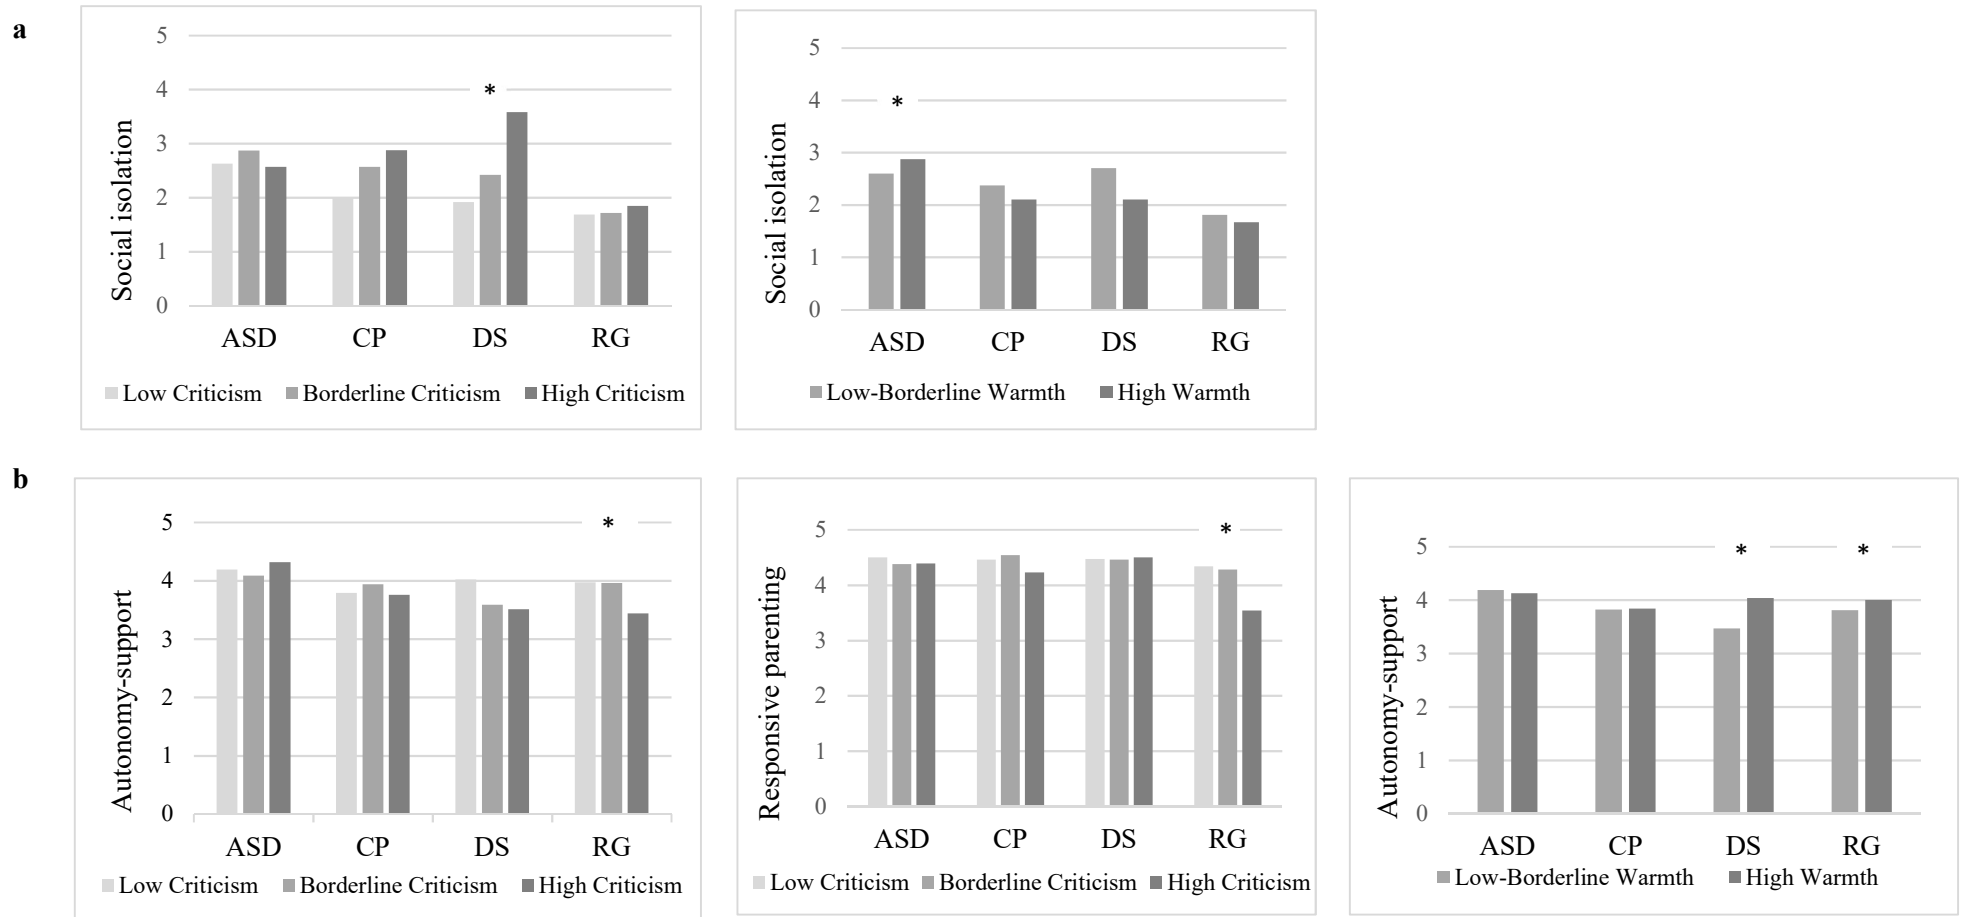 a
Social isolation
5
4
3
2
1
0
*
ASD CP DS RG
Low Criticism Borderline Criticism High Criticism
Social isolation
5
4
3
2
1
0
*
ASD CP DS RG
Low-Borderline Warmth High Warmth
b
Autonomy-support
5
4
3
2
1
0
*
ASD CP DS RG
Low Criticism Borderline Criticism High Criticism
Responsive parenting
5
4
3
2
1
0
*
ASD CP DS RG
Low Criticism Borderline Criticism High Criticism
Autonomy-support
5
4
3
2
1
0
* *
ASD CP DS RG
Low-Borderline Warmth High Warmth